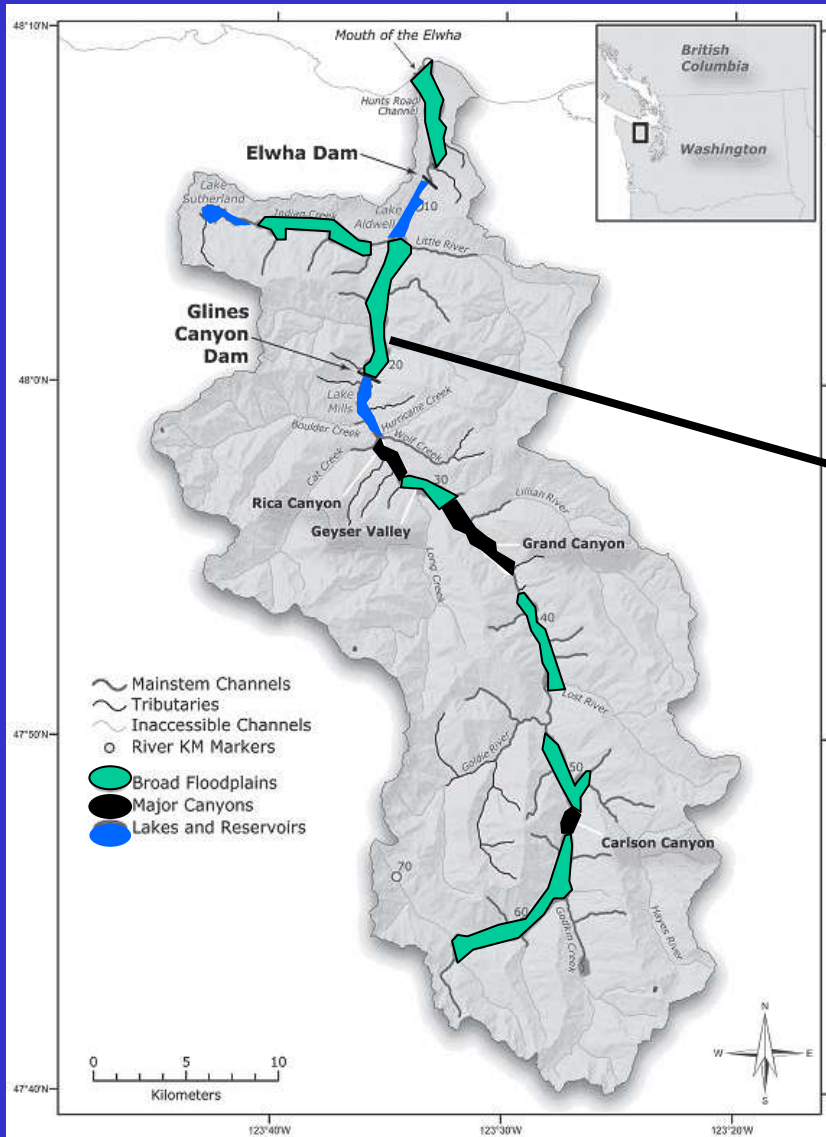 48°10'N
Mouth of the Elwha
British
Columbia
Washington
Hunts Road
Channel
Elwha Dam
Lake
Sutherland
Indian Creek
Lake
Aldwell
10
Little River
Glines
Canyon
Dam
20
48°0'N
Lake
Mills
Hurricane Creek
Boulder Creek
Wolf Creek
Cat Creek
30
Rica Canyon
Lillian River
Geyser Valley
Grand Canyon
Long Creek
40
Mainstem Channels
Tributaries
Inaccessible Channels
River KM Markers
Lost River
47°50'N
Goldie River
50
Broad Floodplains
Major Canyons
Lakes and Reservoirs
Carlson Canyon
70
60
Godkin Creek
Hayes River
N
W
E
S
0
5
10
Kilometers
47°40'N
123°40'W
123°30'W
123°20'W